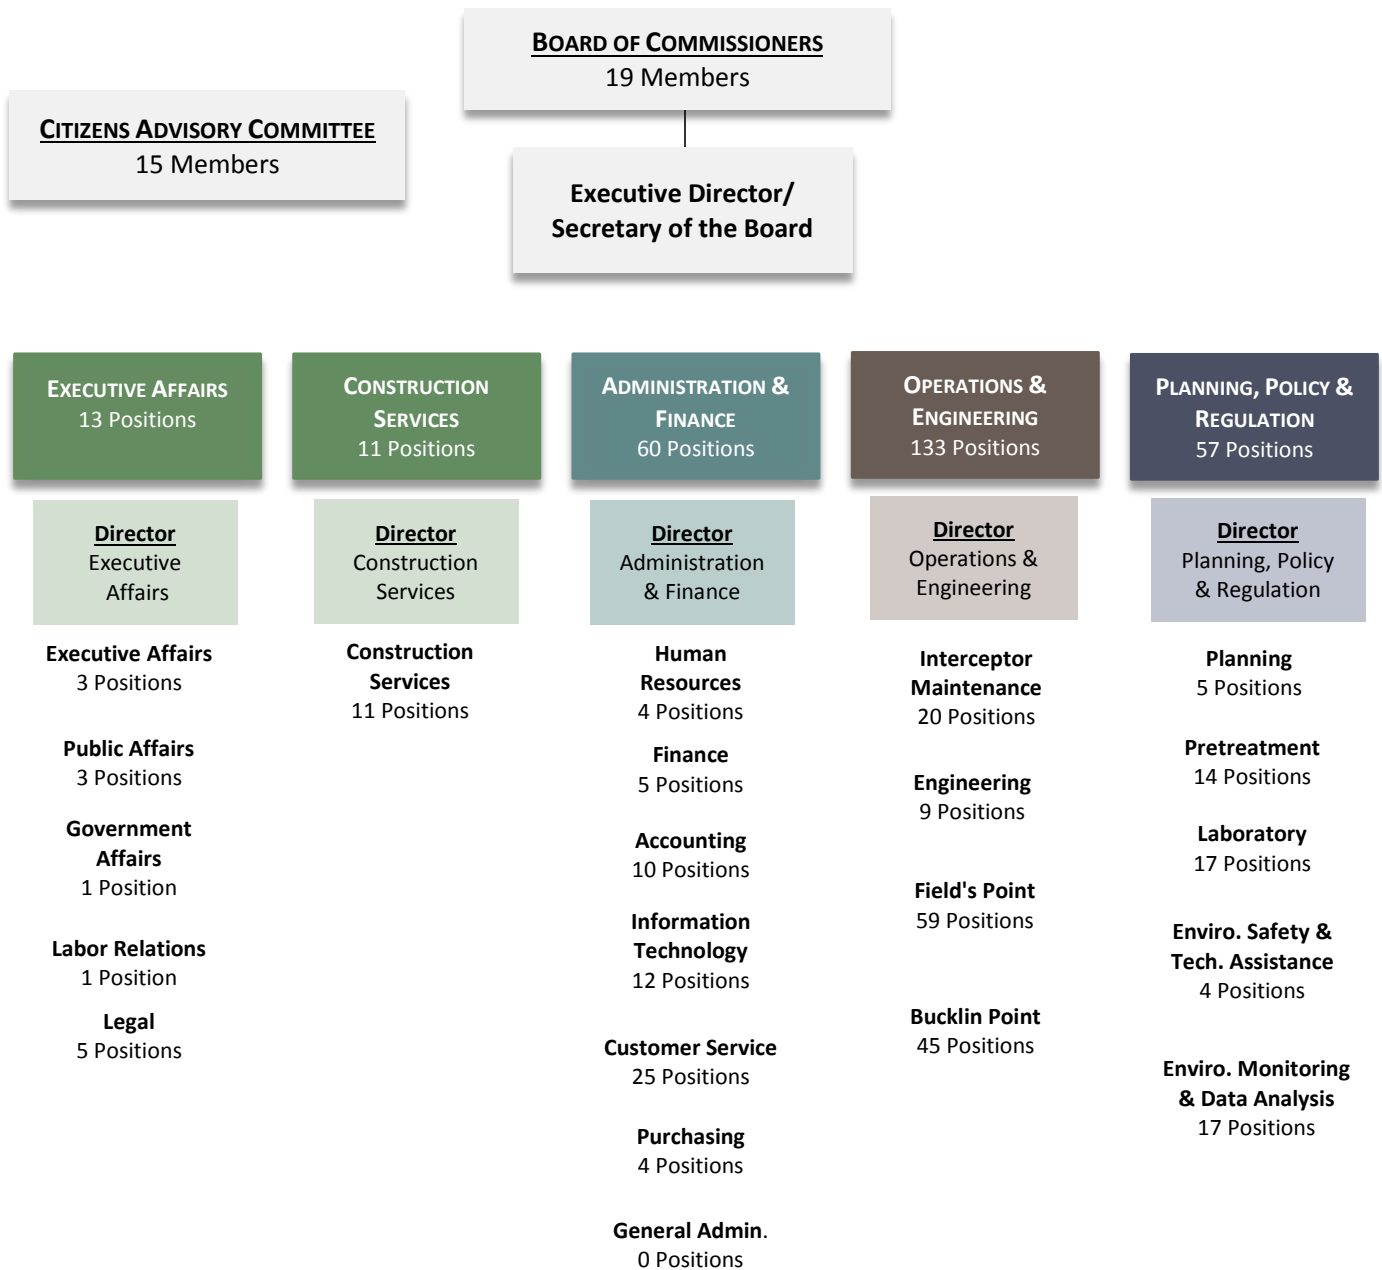 BOARD OF COMMISSIONERS
19 Members
CITIZENS ADVISORY COMMITTEE
15 Members
Executive Director/
Secretary of the Board
EXECUTIVE AFFAIRS
13 Positions
CONSTRUCTION
SERVICES
11 Positions
ADMINISTRATION &
FINANCE
60 Positions
OPERATIONS &
ENGINEERING
133 Positions
PLANNING, POLICY &
REGULATION
57 Positions
Director
Executive
Affairs
Director
Construction
Services
Director
Administration
& Finance
Director
Operations &
Engineering
Director
Planning, Policy
& Regulation
Executive Affairs
3 Positions
Public Affairs
3 Positions
Government
Affairs
1 Position
Labor Relations
1 Position
Legal
5 Positions
Construction
Services
11 Positions
Human
Resources
4 Positions
Finance
5 Positions
Accounting
10 Positions
Information
Technology
12 Positions
Customer Service
25 Positions
Purchasing
4 Positions
General Admin.
0 Positions
Interceptor
Maintenance
20 Positions
Engineering
9 Positions
Field's Point
59 Positions
Bucklin Point
45 Positions
Planning
5 Positions
Pretreatment
14 Positions
Laboratory
17 Positions
Enviro. Safety &
Tech. Assistance
4 Positions
Enviro. Monitoring
& Data Analysis
17 Positions